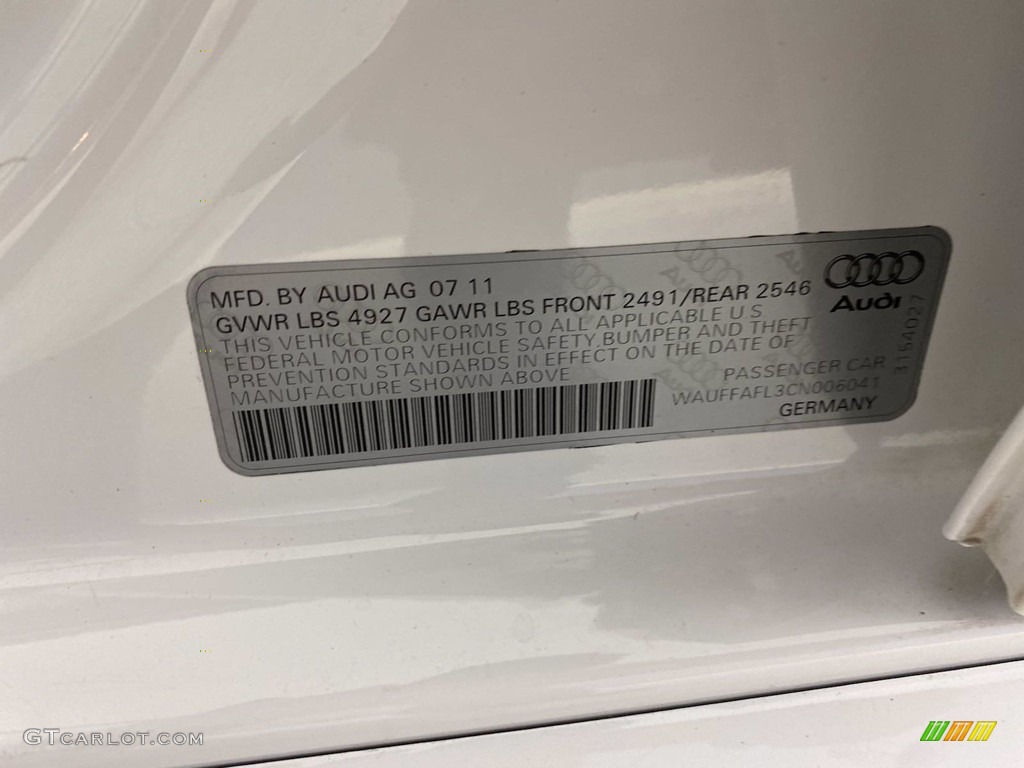 MFD. BY AUDI AG 07 11
GVWR LBS 4927 GAWR LBS FRONT 2491/REAR 2546
THIS VEHICLE CONFORMS TO ALL APPLICABLE U S
FEDERAL MOTOR VEHICLE SAFETY,BUMPER AND THEFT
PREVENTION STANDARDS IN EFFECT ON THE DATE OF
MANUFACTURE SHOWN ABOVE
PASSENGER CAR
WAUFFAFL3CN006041
GERMANY
Audi
3164027
GTCARLOT.COM